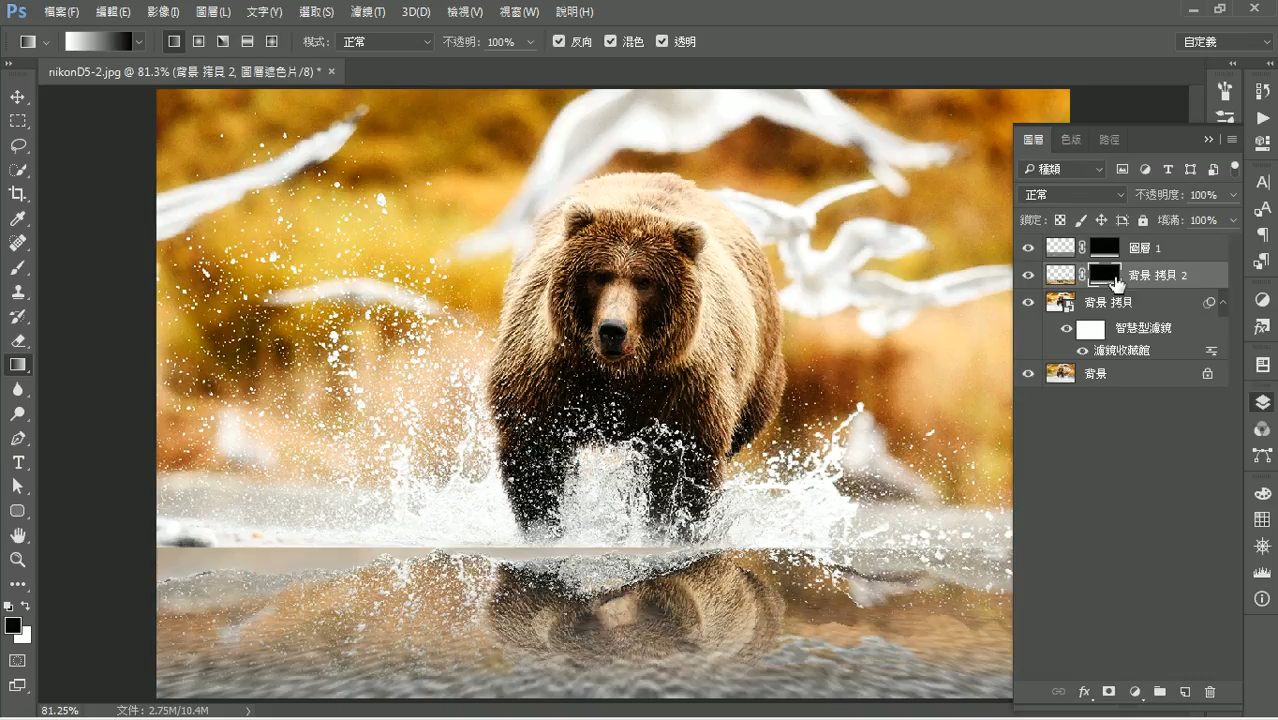 Ps 檔案(F) 編輯(E) 影像(I) 圖層(L) 文字(Y) 選取(S) 濾鏡(T) 3D(D) 檢視(V) 視窗(W) 說明(H)
模式: 正常 不透明: 100% 反向 混色 透明 自定義
nikonD5-2.jpg @ 81.3% (背景 拷貝 2, 圖層遮色片/8) * ×
圖層 色版 路徑
種類
正常 不透明度: 100%
鎖定: 填滿: 100%
圖層 1
背景 拷貝 2
背景 拷貝
智慧型濾鏡
濾鏡收藏館
背景
fx
81.25% 文件: 2.75M/10.4M